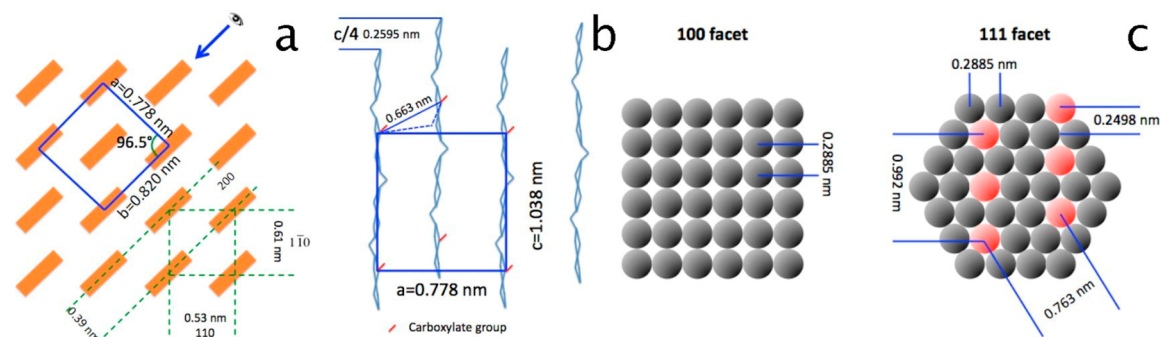 a
a=0.778 nm
96.5°
b=0.820 nm
200
0.61 nm
11̄0
0.39 nm
0.53 nm
110
b
c/4 0.2595 nm
0.663 nm
c=1.038 nm
a=0.778 nm
Carboxylate group
100 facet
0.2885 nm
c
111 facet
0.2885 nm
0.2498 nm
0.992 nm
0.763 nm